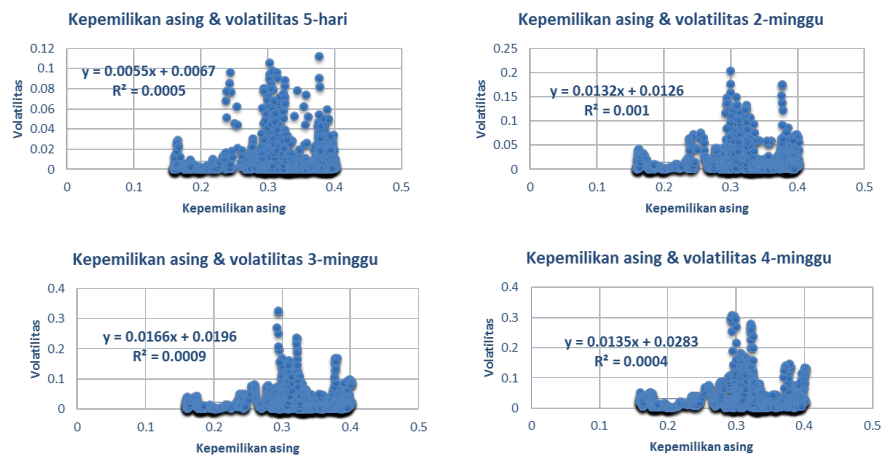 Kepemilikan asing & volatilitas 5-hari
0.12
0.1
0.08
0.06
0.04
0.02
0
y = 0.0055x + 0.0067
R² = 0.0005
Volatilitas
0
0.1
0.2
0.3
0.4
0.5
Kepemilikan asing
Kepemilikan asing & volatilitas 2-minggu
0.25
0.2
0.15
0.1
0.05
0
y = 0.0132x + 0.0126
R² = 0.001
Volatilitas
0
0.1
0.2
0.3
0.4
0.5
Kepemilikan asing
Kepemilikan asing & volatilitas 3-minggu
0.4
0.3
0.2
0.1
0
y = 0.0166x + 0.0196
R² = 0.0009
Volatilitas
0
0.1
0.2
0.3
0.4
0.5
Kepemilikan asing
Kepemilikan asing & volatilitas 4-minggu
0.4
0.3
0.2
0.1
0
y = 0.0135x + 0.0283
R² = 0.0004
Volatilitas
0
0.1
0.2
0.3
0.4
0.5
Kepemilikan asing